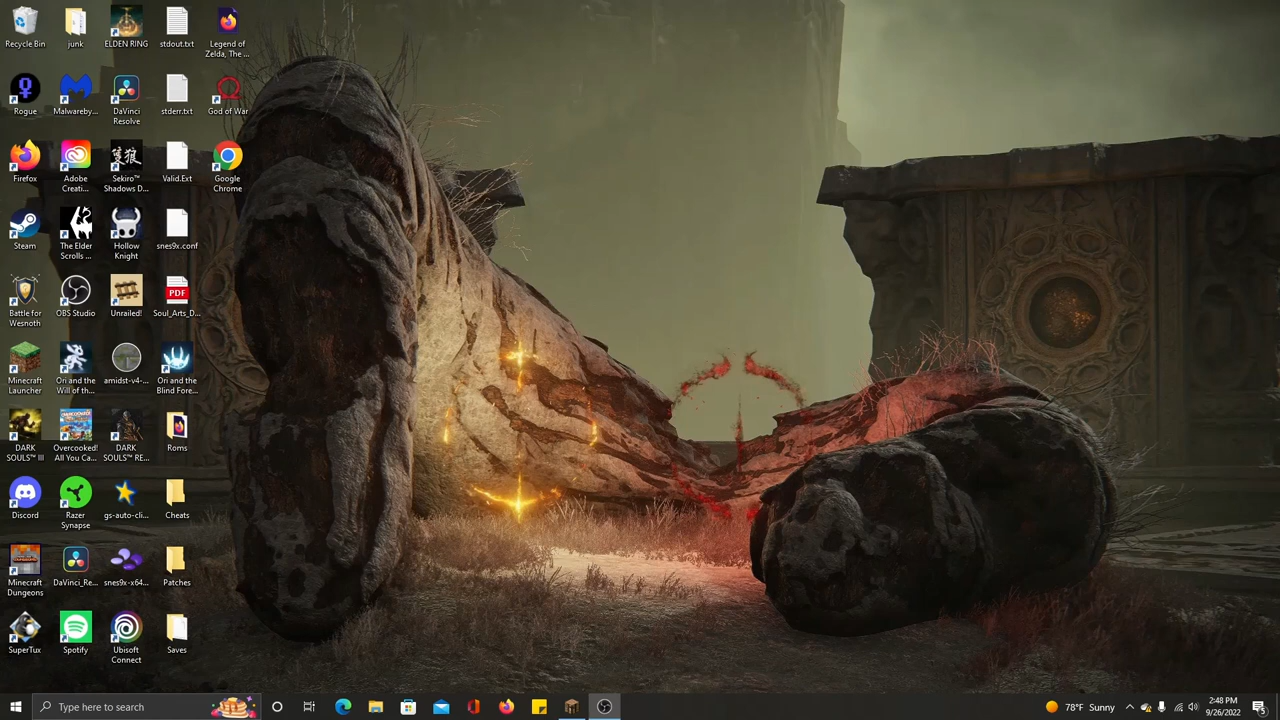 Recycle Bin
junk
ELDEN RING
stdout.txt
Legend of
Zelda, The ...
Rogue
Malwareby...
DaVinci
Resolve
stderr.txt
God of War
Firefox
Adobe
Creati...
Sekiro™
Shadows D...
Valid.Ext
Google
Chrome
Steam
The Elder
Scrolls ...
Hollow
Knight
snes9x.conf
Battle for
Wesnoth
OBS Studio
Unrailed!
PDF
Soul_Arts_D...
Minecraft
Launcher
Ori and the
Will of th...
amidst-v4-...
Ori and the
Blind Fore...
DARK
SOULS™ III
Overcooked!
All You Ca...
DARK
SOULS™ RE...
Roms
Discord
Razer
Synapse
gs-auto-cli...
Cheats
Minecraft
Dungeons
DaVinci_Re...
snes9x-x64...
Patches
SuperTux
Spotify
Ubisoft
Connect
Saves
Type here to search
78°F Sunny
2:48 PM
9/26/2022